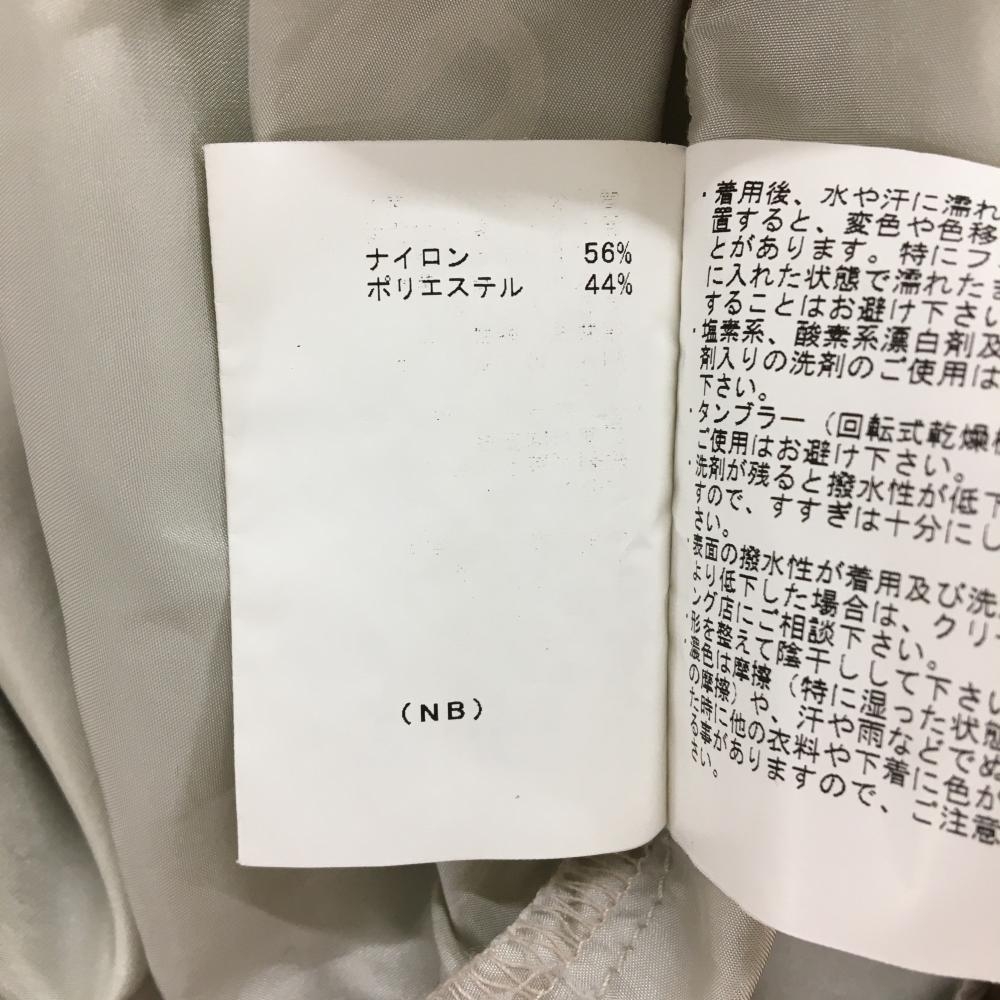 ナイロン 56%
ポリエステル 44%
(NB)
・着用後、水や汗に濡れ
置すると、変色や色移
とがあります。特にフ
に入れた状態で濡れたま
することはお避け下さい
・塩素系、酸素系漂白剤及
剤入りの洗剤のご使用は
下さい。
・タンブラー（回転式乾燥機
ご使用はお避け下さい。
・洗剤が残ると撥水性が低下
すので、すすぎは十分にし
さい。
・表面の撥水性が着用及び洗
より低下した場合は、クリ
ング店にご相談下さい。
・形を整えて陰干しして下さい
・濃色は摩擦（特に湿った状態
の摩擦）や、汗や雨などでぬ
た時に他の衣料や下着に色が
る事がありますので、ご注意
さい。